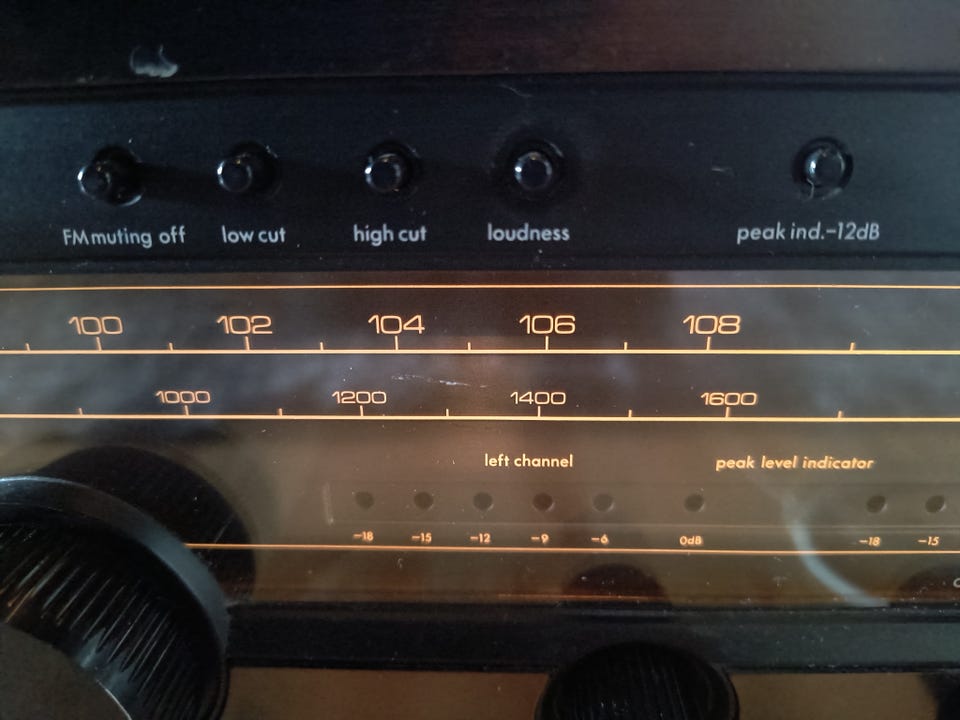 FM muting off low cut high cut loudness peak ind.-12dB
100 102 104 106 108
1000 1200 1400 1600
left channel peak level indicator
-18 -15 -12 -9 -6 0dB -18 -15